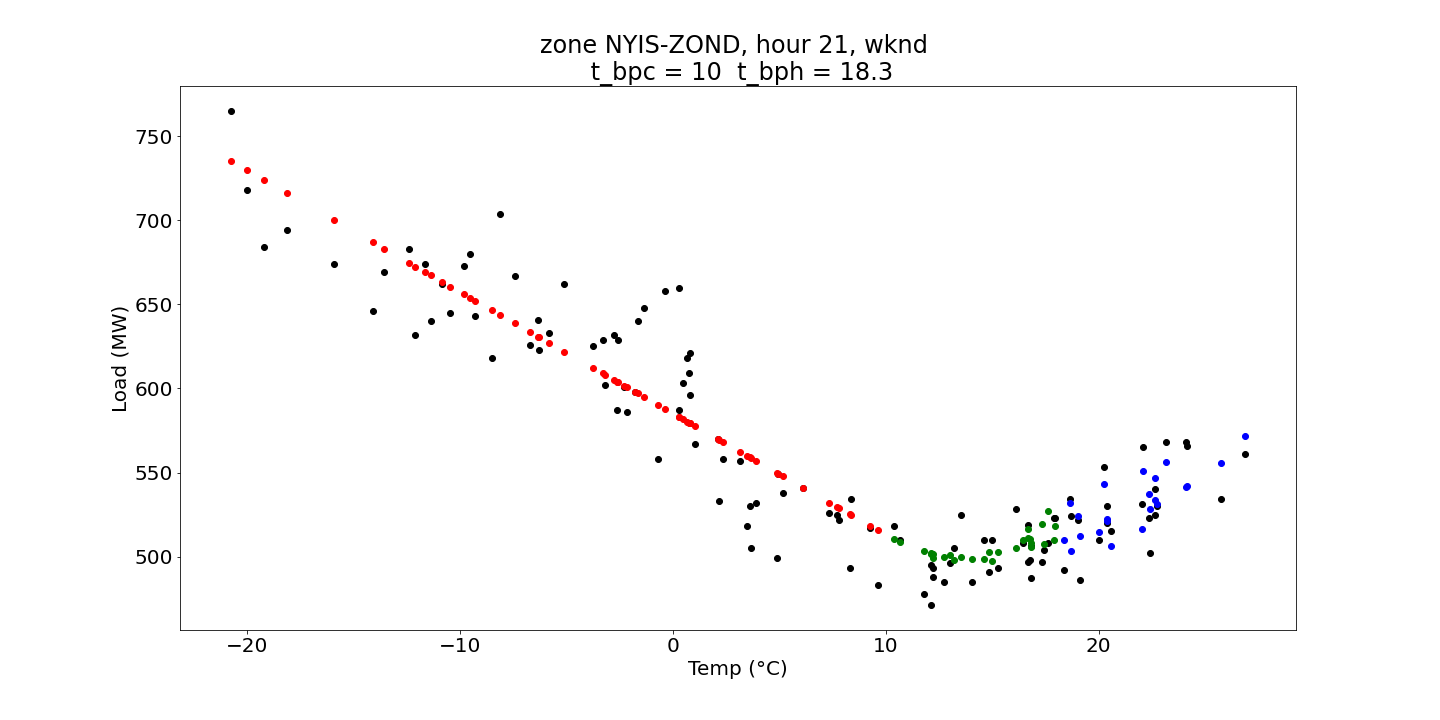 zone NYIS-ZOND, hour 21, wknd
t_bpc = 10  t_bph = 18.3
750
700
650
600
550
500
Load (MW)
−20
−10
0
10
20
Temp (°C)